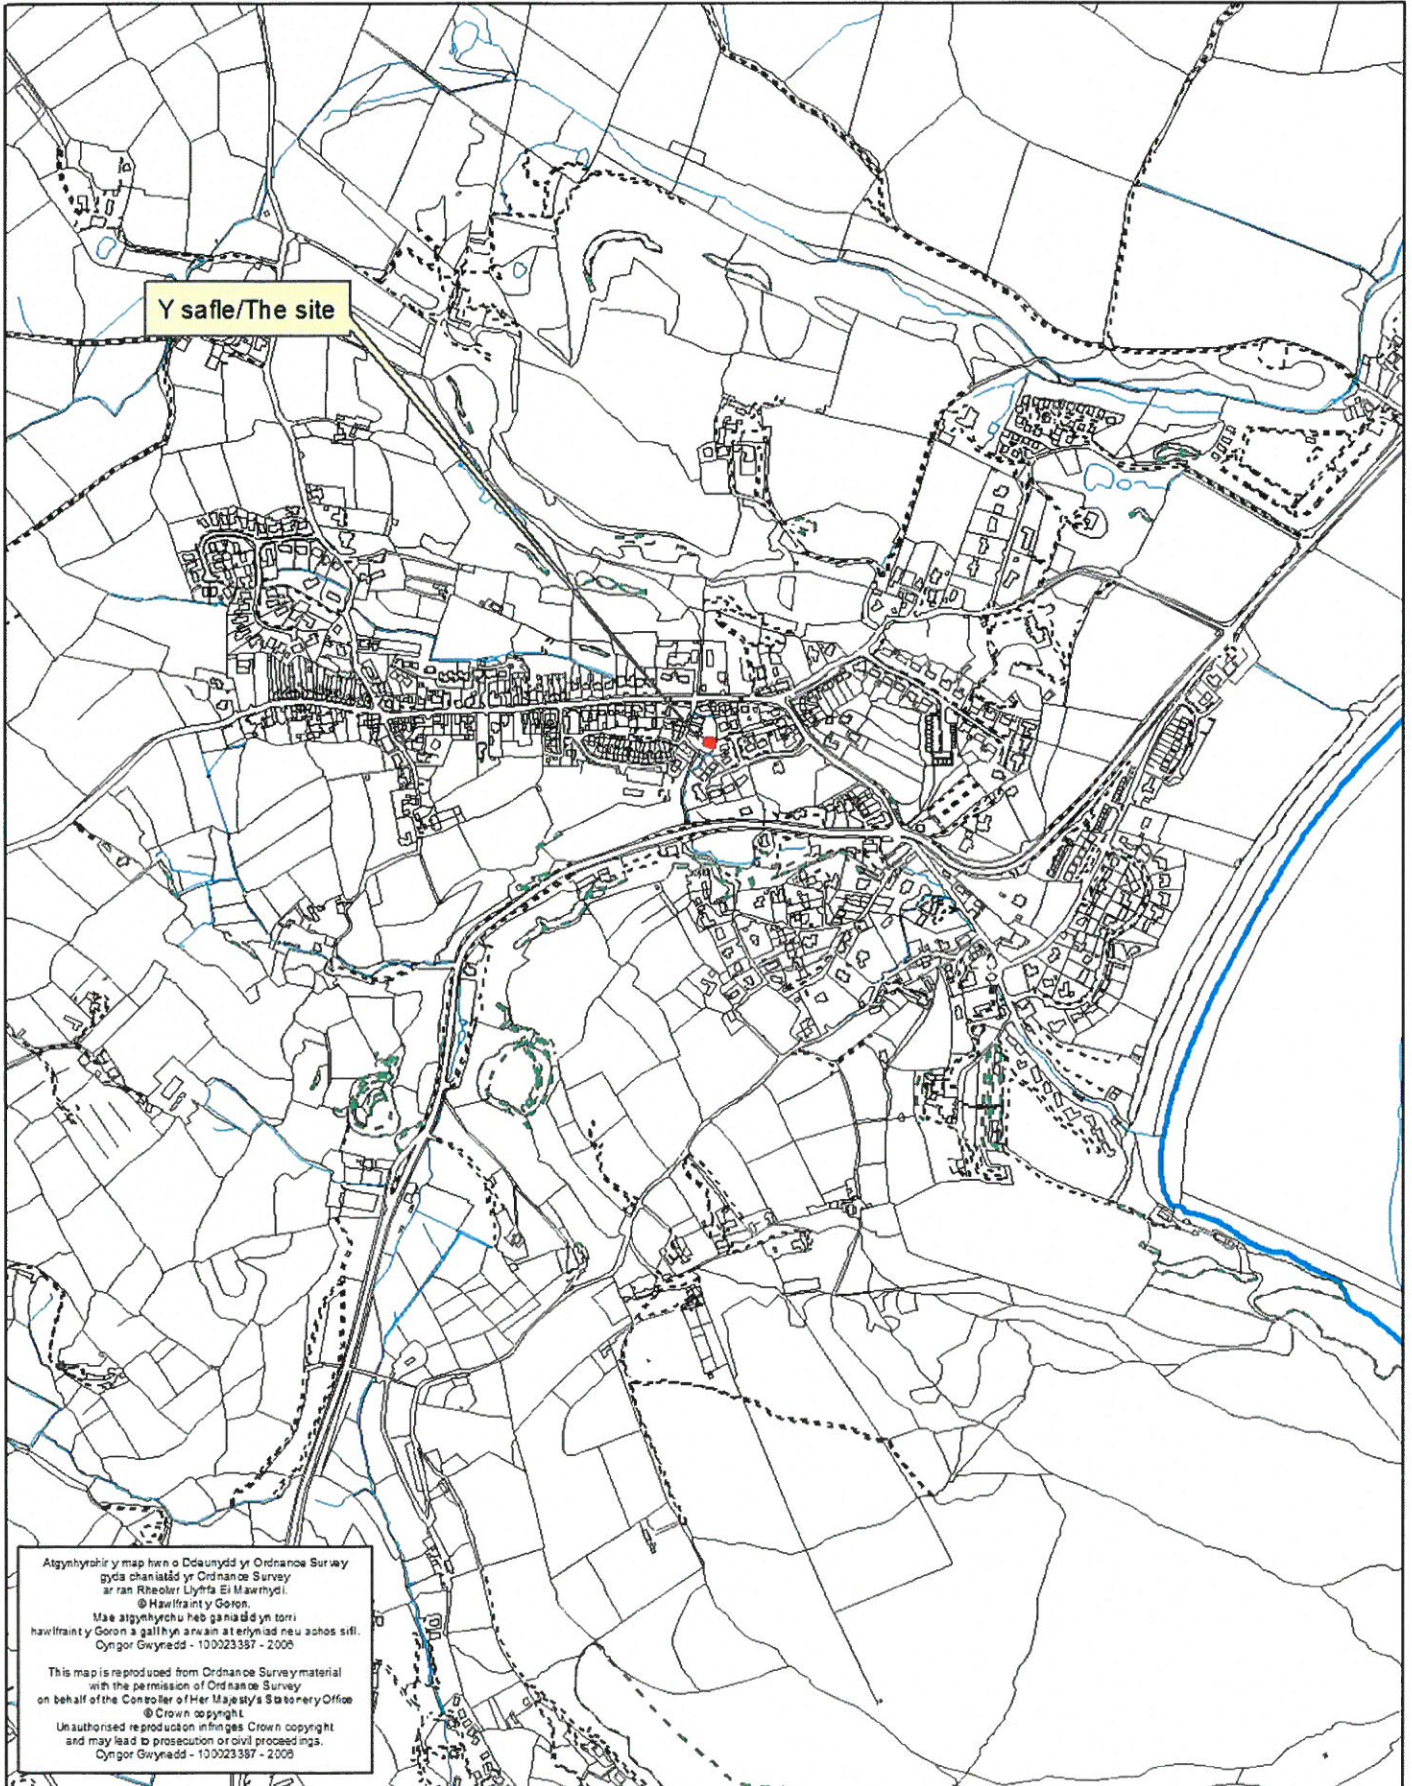 Y safle/The site
Atgynhyrchir y map hwn o Ddeunydd yr Ordnance Survey
gyda chaniatâd yr Ordnance Survey
ar ran Rheolwr Llyfrfa Ei Mawrhydi.
© Hawlfraint y Goron.
Mae atgynhyrchu heb ganiatâd yn torri
hawlfraint y Goron a gall hyn arwain at erlyniad neu achos sifil.
Cyngor Gwynedd - 100023387 - 2006
This map is reproduced from Ordnance Survey material
with the permission of Ordnance Survey
on behalf of the Controller of Her Majesty's Stationery Office
© Crown copyright.
Unauthorised reproduction infringes Crown copyright
and may lead to prosecution or civil proceedings.
Cyngor Gwynedd - 100023387 - 2006